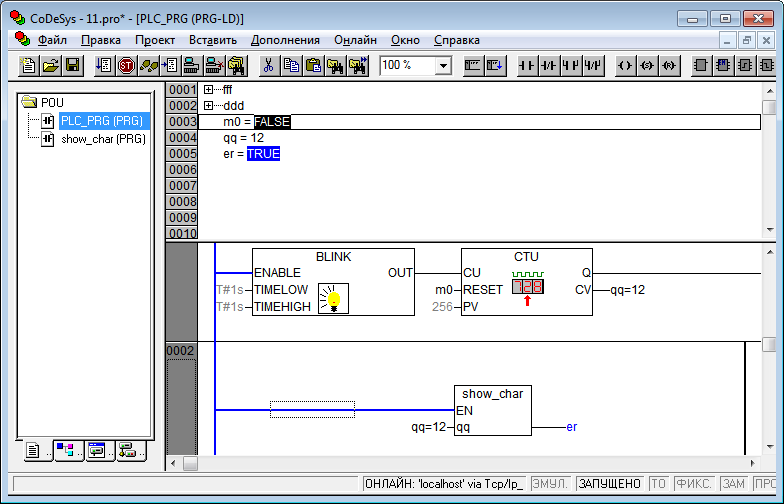 CoDeSys - 11.pro* - [PLC_PRG (PRG-LD)]
Файл Правка Проект Вставить Дополнения Онлайн Окно Справка
100 %
POU
PLC_PRG (PRG)
show_char (PRG)
0001 fff
0002 ddd
0003 m0 = FALSE
0004 qq = 12
0005 er = TRUE
0006
0007
0008
0009
0010
BLINK CTU
ENABLE OUT CU Q
T#1s TIMELOW m0 RESET CV qq=12
T#1s TIMEHIGH 256 PV
728
0002
show_char
EN
qq=12 qq er
ОНЛАЙН: 'localhost' via Tcp/Ip_ ЭМУЛ. ЗАПУЩЕНО ТО ФИКС. ЗАМ ПРО